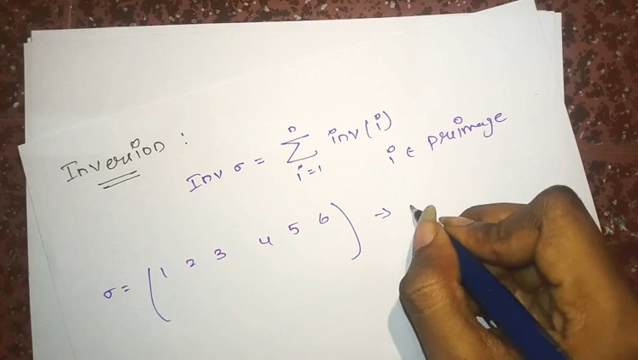 Inversion :
Inv σ = n Σ i=1 inv(i) i ∈ preimage
σ = ( 1 2 3 4 5 6 ) →